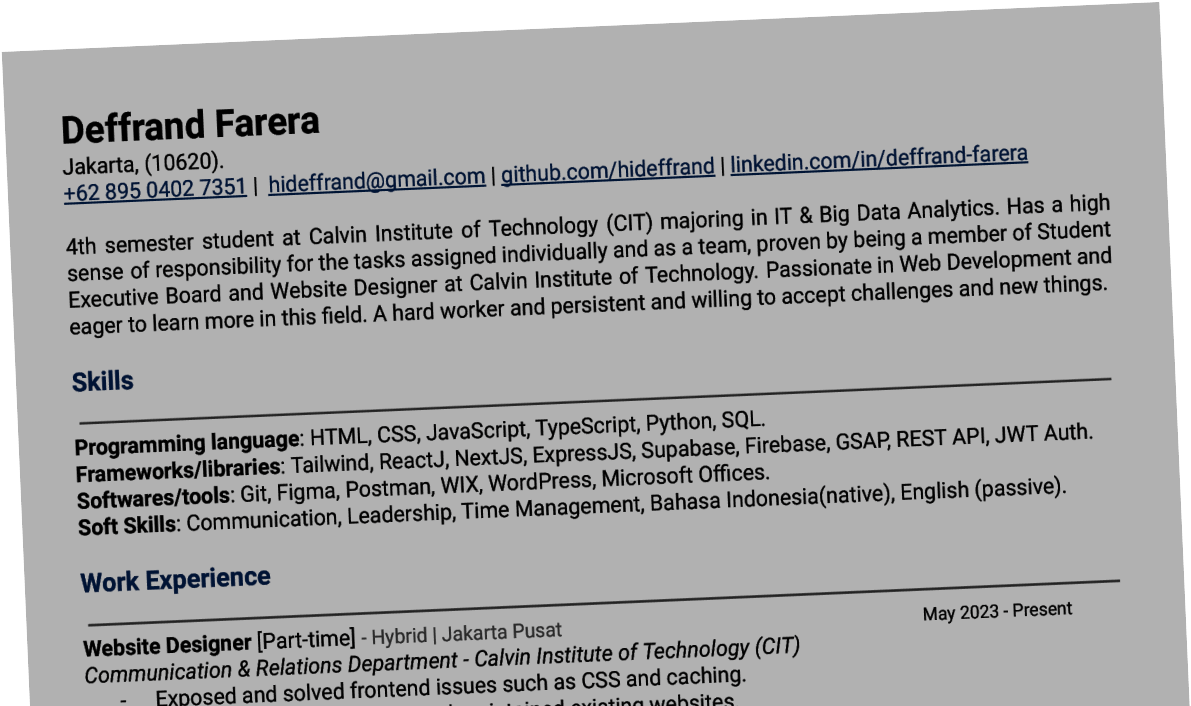 Deffrand Farera
Jakarta, (10620).
+62 895 0402 7351 | hideffrand@gmail.com | github.com/hideffrand | linkedin.com/in/deffrand-farera
4th semester student at Calvin Institute of Technology (CIT) majoring in IT & Big Data Analytics. Has a high
sense of responsibility for the tasks assigned individually and as a team, proven by being a member of Student
Executive Board and Website Designer at Calvin Institute of Technology. Passionate in Web Development and
eager to learn more in this field. A hard worker and persistent and willing to accept challenges and new things.
Skills
Programming language: HTML, CSS, JavaScript, TypeScript, Python, SQL.
Frameworks/libraries: Tailwind, ReactJ, NextJS, ExpressJS, Supabase, Firebase, GSAP, REST API, JWT Auth.
Softwares/tools: Git, Figma, Postman, WIX, WordPress, Microsoft Offices.
Soft Skills: Communication, Leadership, Time Management, Bahasa Indonesia(native), English (passive).
Work Experience
Website Designer [Part-time] - Hybrid | Jakarta Pusat May 2023 - Present
Communication & Relations Department - Calvin Institute of Technology (CIT)
- Exposed and solved frontend issues such as CSS and caching.
existing websites